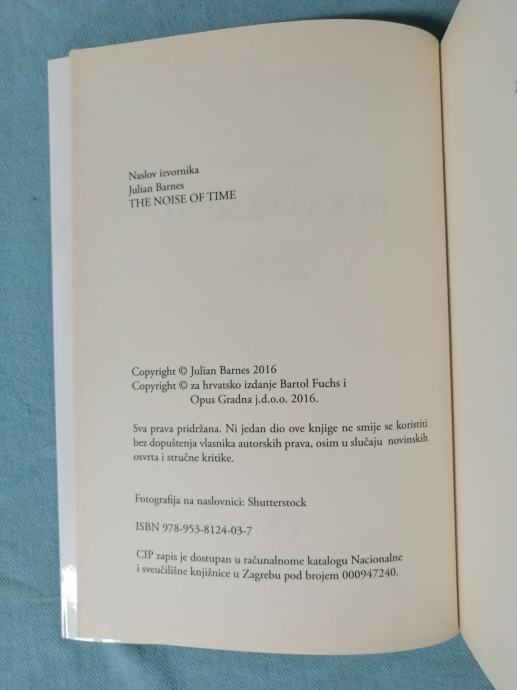 Naslov izvornika
Julian Barnes
THE NOISE OF TIME
Copyright © Julian Barnes 2016
Copyright © za hrvatsko izdanje Bartol Fuchs i
Opus Gradna j.d.o.o. 2016.
Sva prava pridržana. Ni jedan dio ove knjige ne smije se koristiti
bez dopuštenja vlasnika autorskih prava, osim u slučaju novinskih
osvrta i stručne kritike.
Fotografija na naslovnici: Shutterstock
ISBN 978-953-8124-03-7
CIP zapis je dostupan u računalnome katalogu Nacionalne
i sveučilišne knjižnice u Zagrebu pod brojem 000947240.